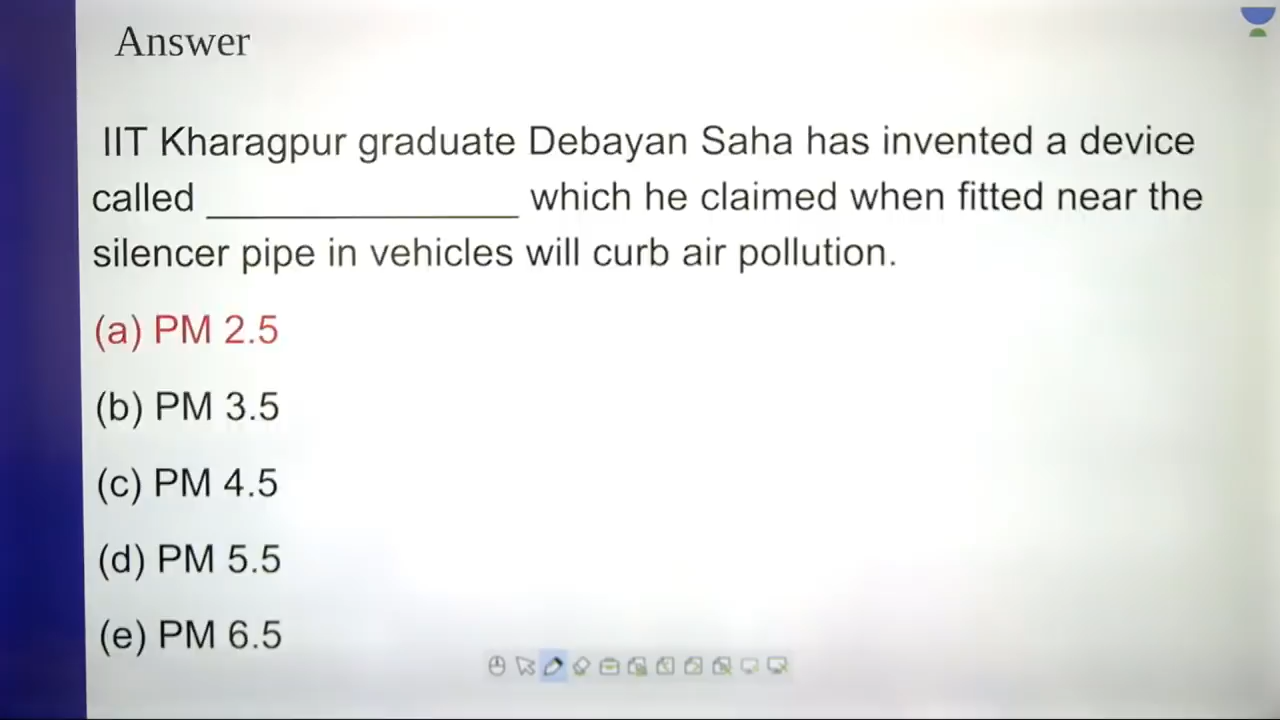 Answer
IIT Kharagpur graduate Debayan Saha has invented a device
called _______________ which he claimed when fitted near the
silencer pipe in vehicles will curb air pollution.
(a) PM 2.5
(b) PM 3.5
(c) PM 4.5
(d) PM 5.5
(e) PM 6.5